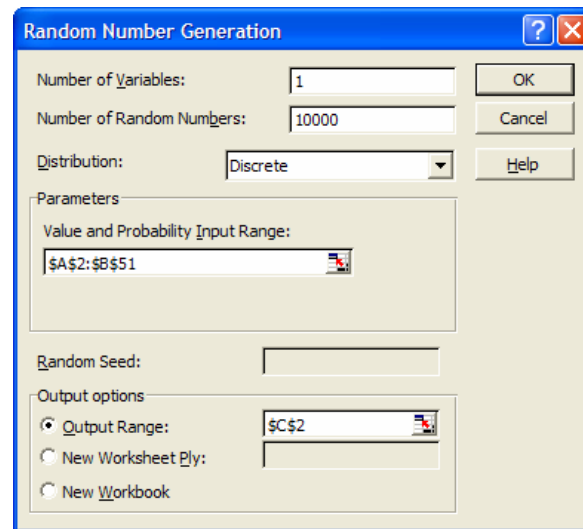 Random Number Generation
Number of Variables: 1 OK
Number of Random Numbers: 10000 Cancel
Distribution: Discrete Help
Parameters
Value and Probability Input Range:
$A$2:$B$51
Random Seed:
Output options
Output Range: $C$2
New Worksheet Ply:
New Workbook